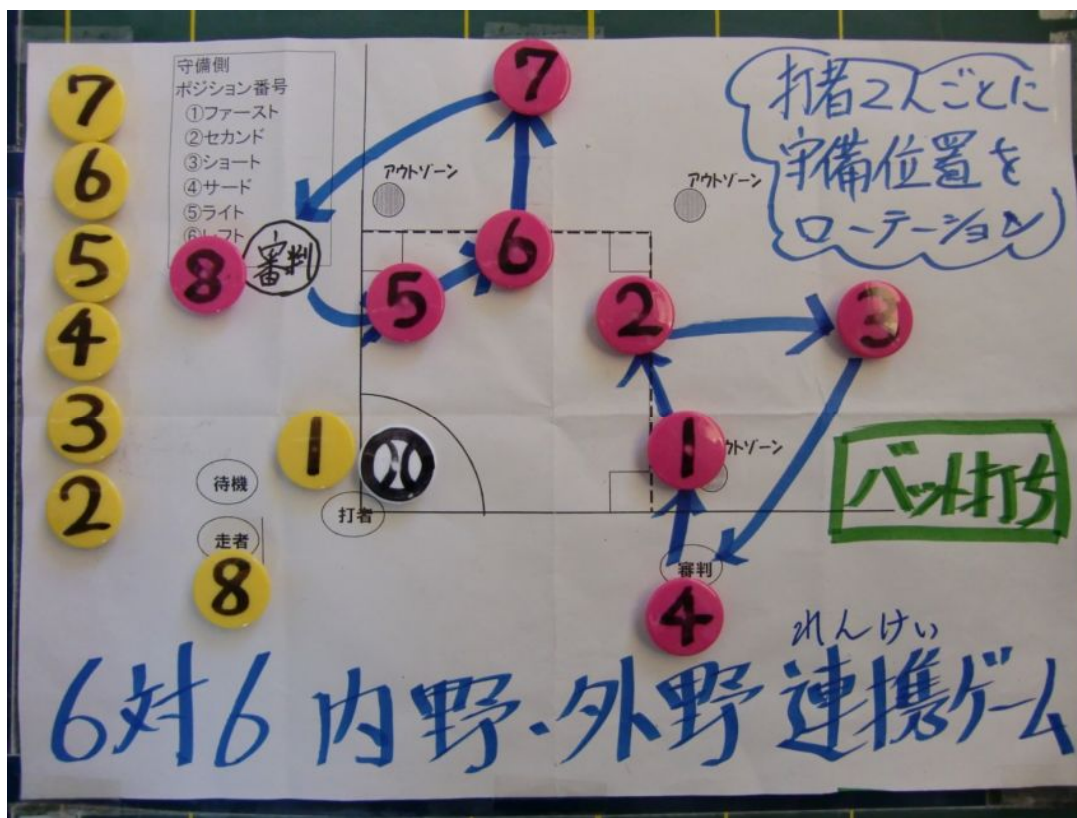 守備側
ポジション番号
①ファースト
②セカンド
③ショート
④サード
⑤ライト
⑥レフト
打者2人ごとに
守備位置を
ローテーション
アウトゾーン
アウトゾーン
ウトゾーン
審判
審判
待機
走者
打者
バット打ち
7
6
5
4
3
2
1
8
7
6
5
8
2
3
1
4
れんけい
6対6 内野・外野連携ゲーム